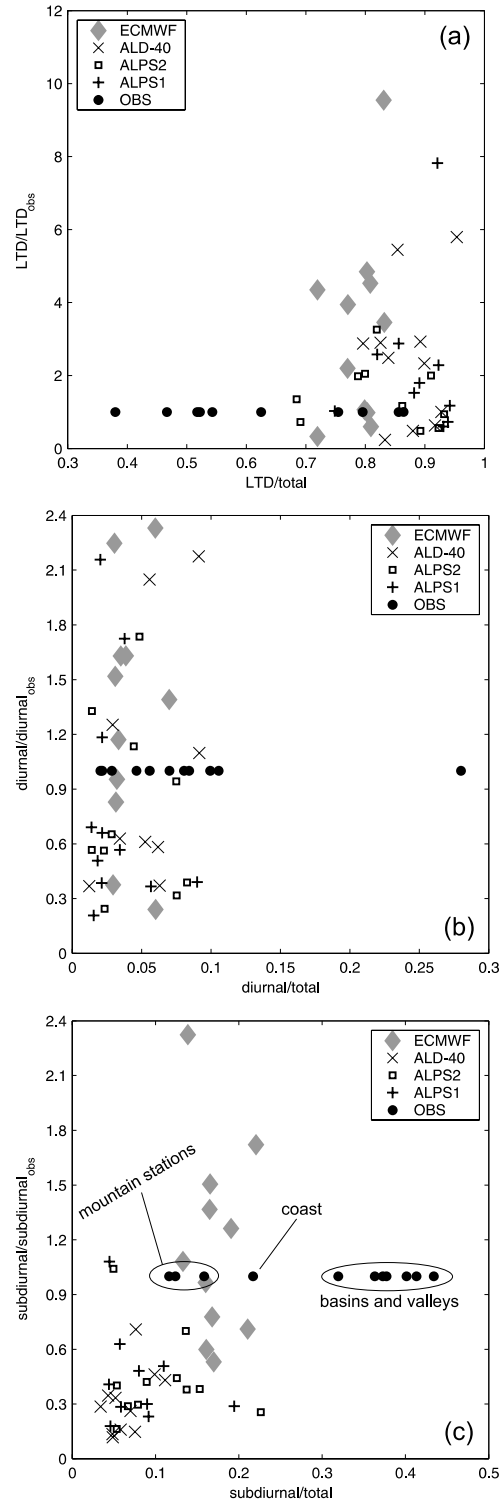 12
10
8
6
4
2
0
LTD/LTDobs
ECMWF
ALD-40
ALPS2
ALPS1
OBS
(a)
0.3 0.4 0.5 0.6 0.7 0.8 0.9 1
LTD/total
2.4
2.1
1.8
1.5
1.2
0.9
0.6
0.3
0
diurnal/diurnalobs
ECMWF
ALD-40
ALPS2
ALPS1
OBS
(b)
0 0.05 0.1 0.15 0.2 0.25 0.3
diurnal/total
2.4
2.1
1.8
1.5
1.2
0.9
0.6
0.3
0
subdiurnal/subdiurnalobs
ECMWF
ALD-40
ALPS2
ALPS1
OBS
mountain stations
coast
basins and valleys
(c)
0 0.1 0.2 0.3 0.4 0.5
subdiurnal/total